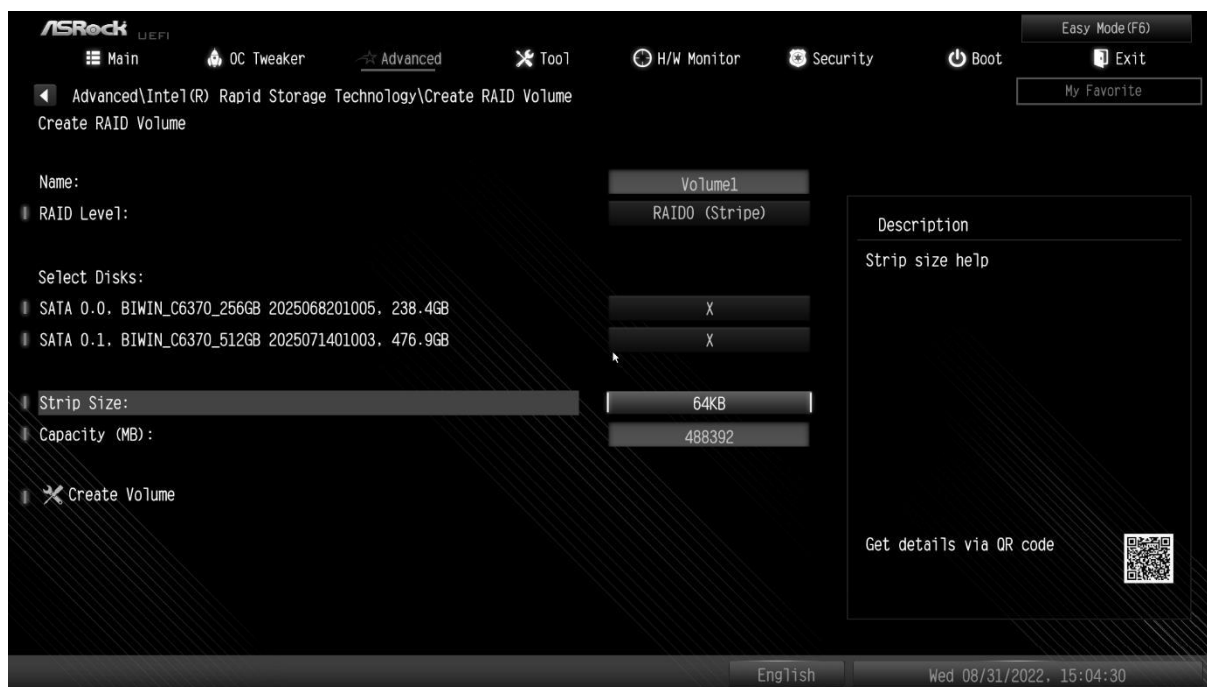 ASRock UEFI
Easy Mode(F6)
Main OC Tweaker Advanced Tool H/W Monitor Security Boot Exit
Advanced\Intel(R) Rapid Storage Technology\Create RAID Volume
My Favorite
Create RAID Volume
Name: Volume1
RAID Level: RAID0 (Stripe)
Description
Strip size help
Select Disks:
SATA 0.0, BIWIN_C6370_256GB 2025068201005, 238.4GB X
SATA 0.1, BIWIN_C6370_512GB 2025071401003, 476.9GB X
Strip Size: 64KB
Capacity (MB): 488392
Create Volume
Get details via QR code
English Wed 08/31/2022, 15:04:30